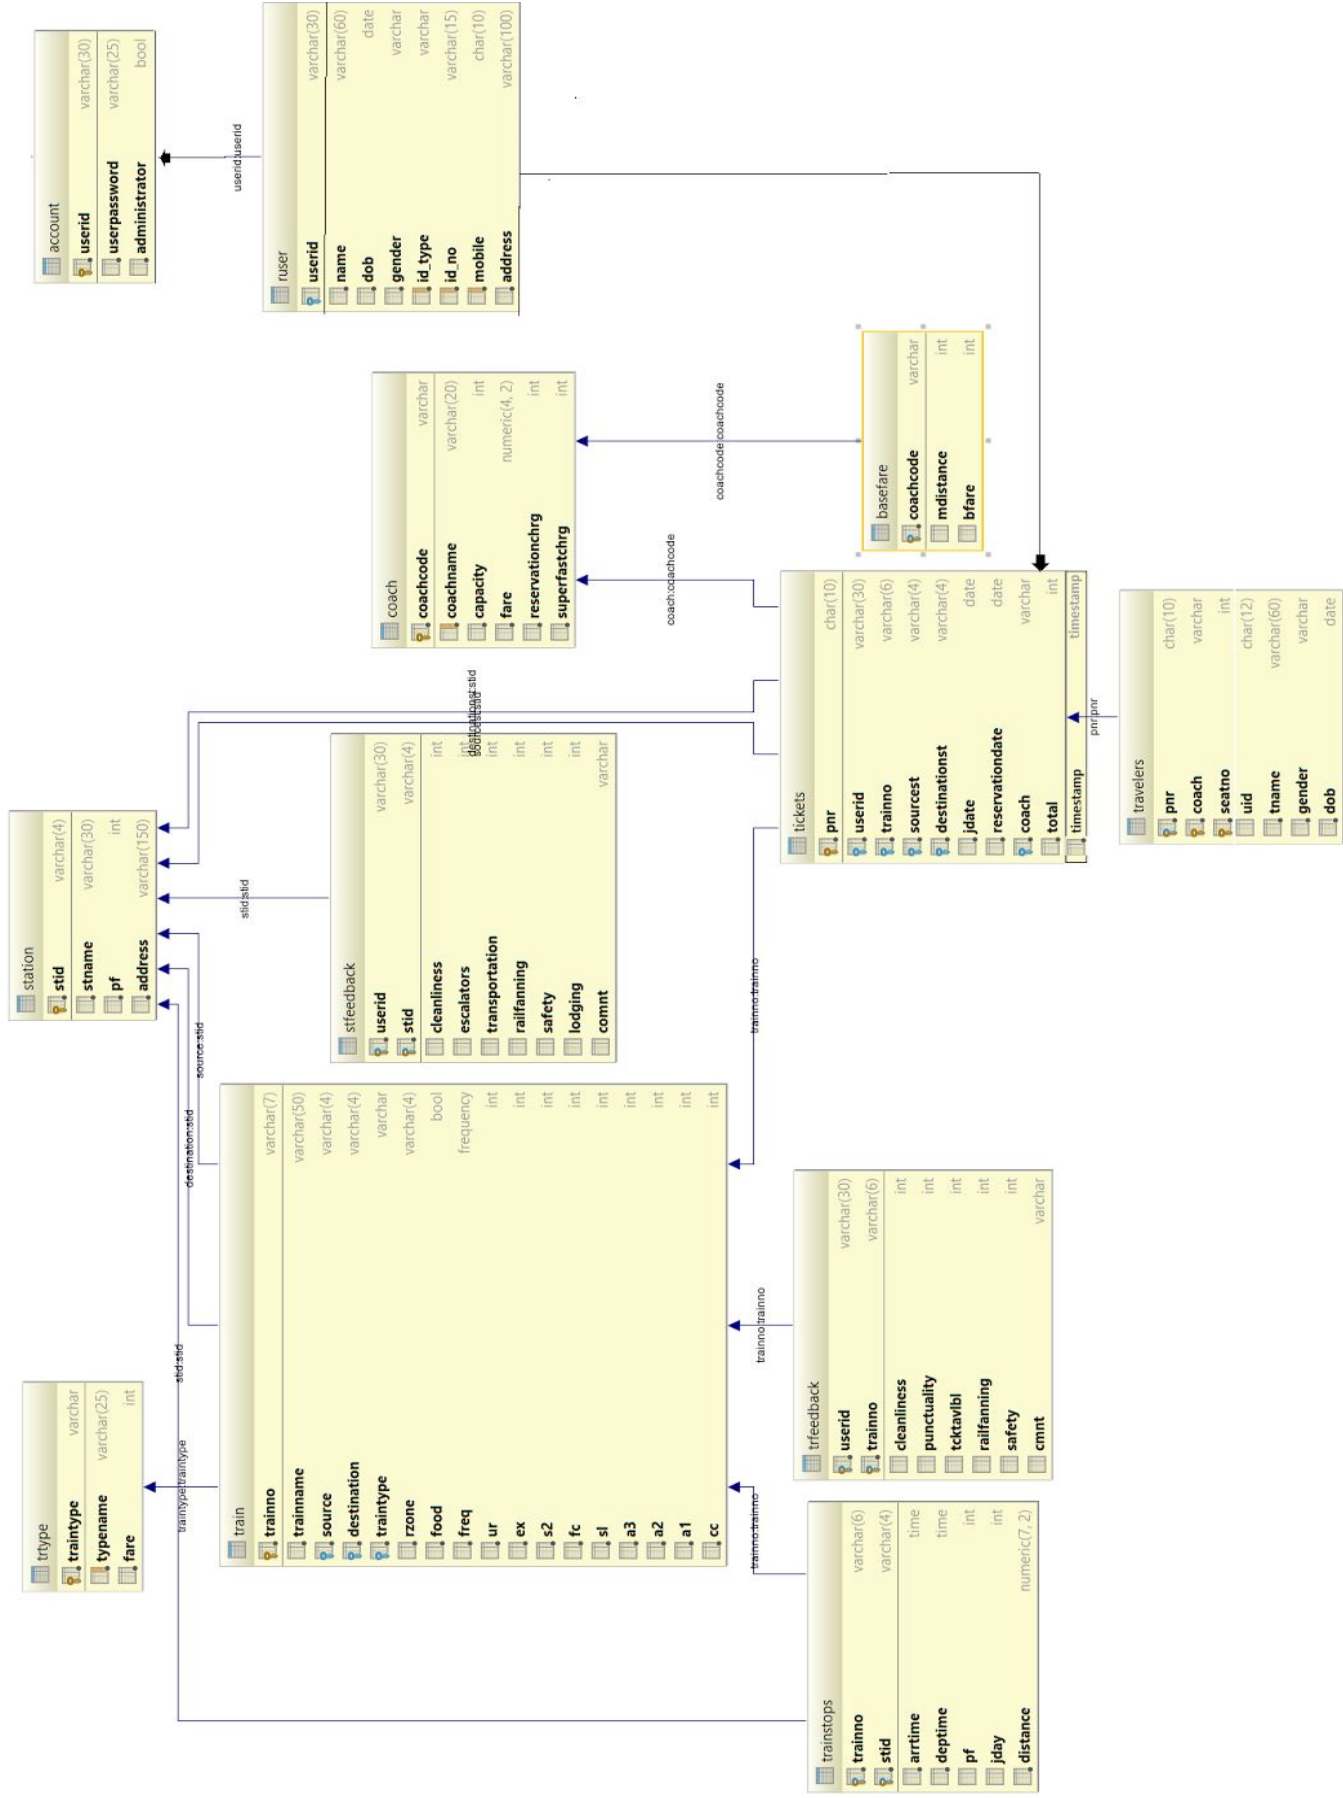 account
userid varchar(30)
userpassword varchar(25)
administrator bool
userid:userid
ruser
userid varchar(30)
name varchar(60)
dob date
gender varchar
id_type varchar
id_no varchar(15)
mobile char(10)
address varchar(100)
coach
coachcode varchar
coachname varchar(20)
capacity int
fare numeric(4, 2)
reservationchrg int
superfastchrg int
coach:coachcode
coachcode:coachcode
basefare
coachcode varchar
mdistance int
bfare int
station
stid varchar(4)
stname varchar(30)
pf int
address varchar(150)
stid:stid
destinationst:stid
sourcest:stid
stfeedback
userid varchar(30)
stid varchar(4)
cleanliness int
escalators int
transportation int
railfanning int
safety int
lodging int
comnt varchar
tickets
pnr char(10)
userid varchar(30)
trainno varchar(6)
sourcest varchar(4)
destinationst varchar(4)
jdate date
reservationdate date
coach varchar
total int
timestamp timestamp
pnr:pnr
travelers
pnr char(10)
coach varchar
seatno int
uid char(12)
tname varchar(60)
gender varchar
dob date
trtype
traintype varchar
typename varchar(25)
fare int
traintype:traintype
stid:stid
destination:stid
source:stid
train
trainno varchar(7)
trainname varchar(50)
source varchar(4)
destination varchar(4)
traintype varchar
rzone varchar(4)
food bool
freq frequency
ur int
ex int
s2 int
fc int
sl int
a3 int
a2 int
a1 int
cc int
trainno:trainno
trainno:trainno
trainno:trainno
trfeedback
userid varchar(30)
trainno varchar(6)
cleanliness int
punctuality int
tcktavlbl int
railfanning int
safety int
cmnt varchar
trainstops
trainno varchar(6)
stid varchar(4)
arrtime time
deptime time
pf int
jday int
distance numeric(7, 2)